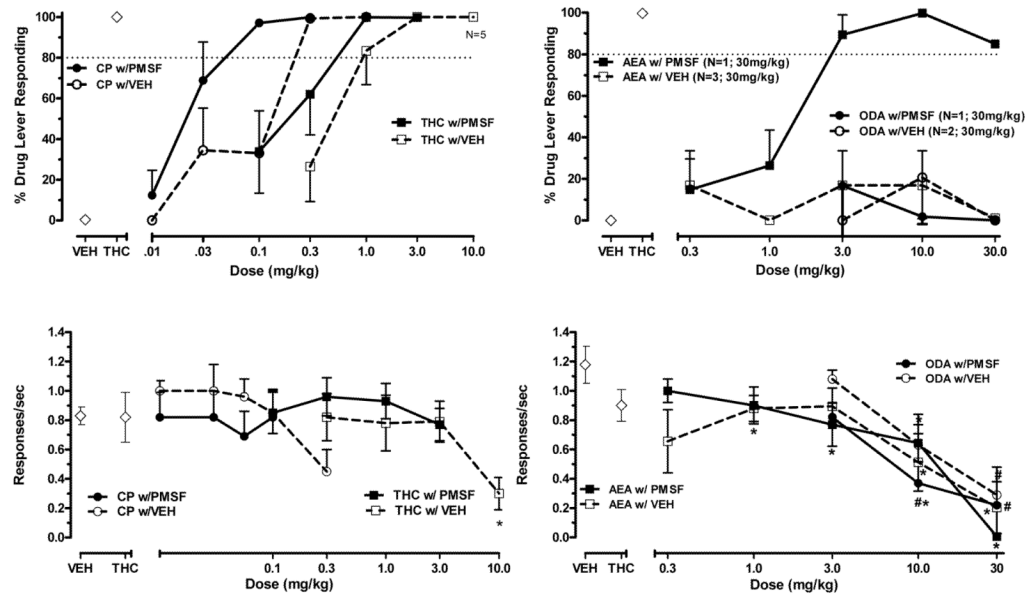 % Drug Lever Responding
100
80
60
40
20
0
CP w/PMSF
CP w/VEH
THC w/PMSF
THC w/VEH
N=5
VEH THC
.01 .03 0.1 0.3 1.0 3.0 10.0
Dose (mg/kg)
% Drug Lever Responding
100
80
60
40
20
0
AEA w/ PMSF (N=1; 30mg/kg)
AEA w/ VEH (N=3; 30mg/kg)
ODA w/PMSF (N=1; 30mg/kg)
ODA w/VEH (N=2; 30mg/kg)
VEH THC
0.3 1.0 3.0 10.0 30.0
Dose (mg/kg)
Responses/sec
1.4
1.2
1.0
0.8
0.6
0.4
0.2
0.0
CP w/PMSF
CP w/VEH
THC w/ PMSF
THC w/ VEH
*
VEH THC
0.1 0.3 1.0 3.0 10.0
Dose (mg/kg)
Responses/sec
1.4
1.2
1.0
0.8
0.6
0.4
0.2
0.0
ODA w/PMSF
ODA w/VEH
AEA w/ PMSF
AEA w/ VEH
*
*
*
*
#*
#
*
#
*
VEH THC
0.3 1.0 3.0 10.0 30
Dose (mg/kg)